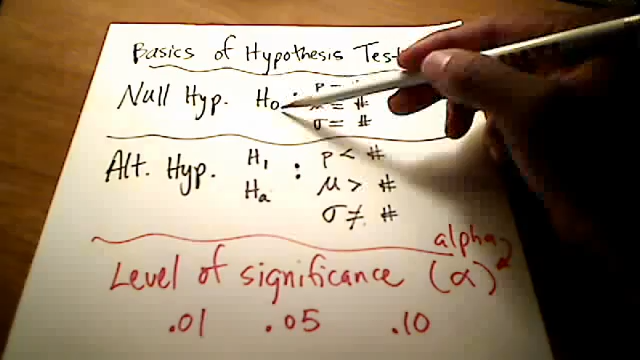 Basics of Hypothesis Test
Null Hyp. H0 : p =
μ = #
σ = #
Alt. Hyp. H1 : p < #
Ha μ > #
σ ≠ #
alpha
Level of significance (α)
.01 .05 .10